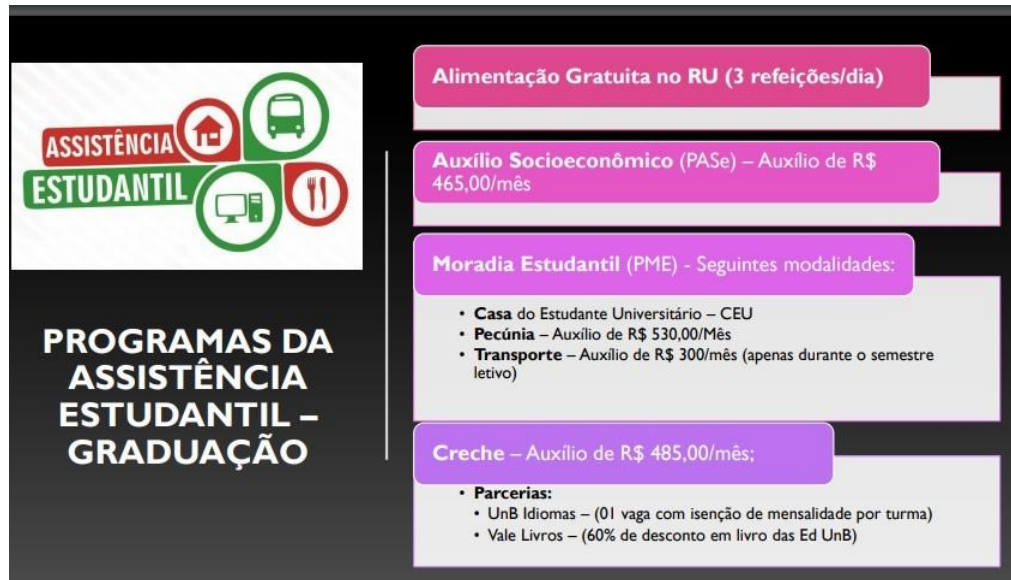 ASSISTÊNCIA
ESTUDANTIL
PROGRAMAS DA
ASSISTÊNCIA
ESTUDANTIL –
GRADUAÇÃO
Alimentação Gratuita no RU (3 refeições/dia)
Auxílio Socioeconômico (PASe) – Auxílio de R$
465,00/mês
Moradia Estudantil (PME) - Seguintes modalidades:
• Casa do Estudante Universitário – CEU
• Pecúnia – Auxílio de R$ 530,00/Mês
• Transporte – Auxílio de R$ 300/mês (apenas durante o semestre
letivo)
Creche – Auxílio de R$ 485,00/mês;
• Parcerias:
• UnB Idiomas – (01 vaga com isenção de mensalidade por turma)
• Vale Livros – (60% de desconto em livro das Ed UnB)